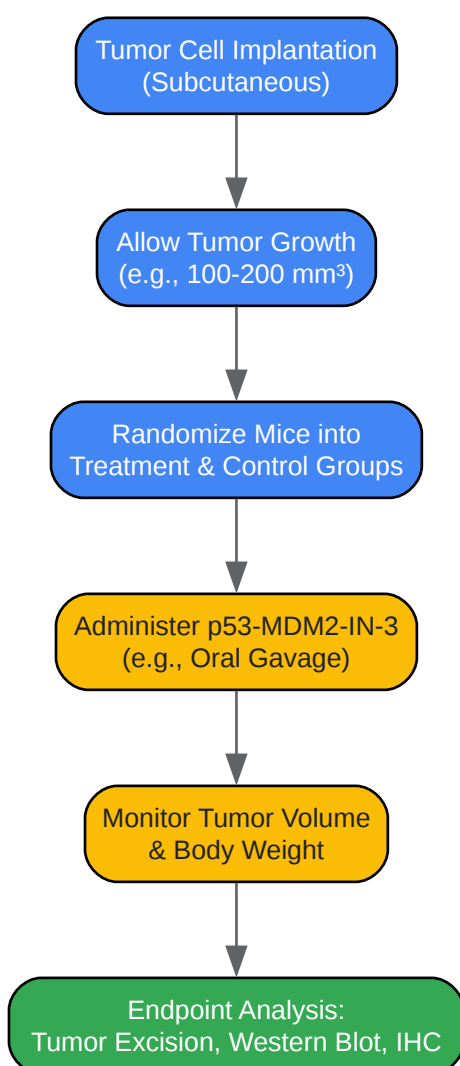 Tumor Cell Implantation
(Subcutaneous)
Allow Tumor Growth
(e.g., 100-200 mm³)
Randomize Mice into
Treatment & Control Groups
Administer p53-MDM2-IN-3
(e.g., Oral Gavage)
Monitor Tumor Volume
& Body Weight
Endpoint Analysis:
Tumor Excision, Western Blot, IHC